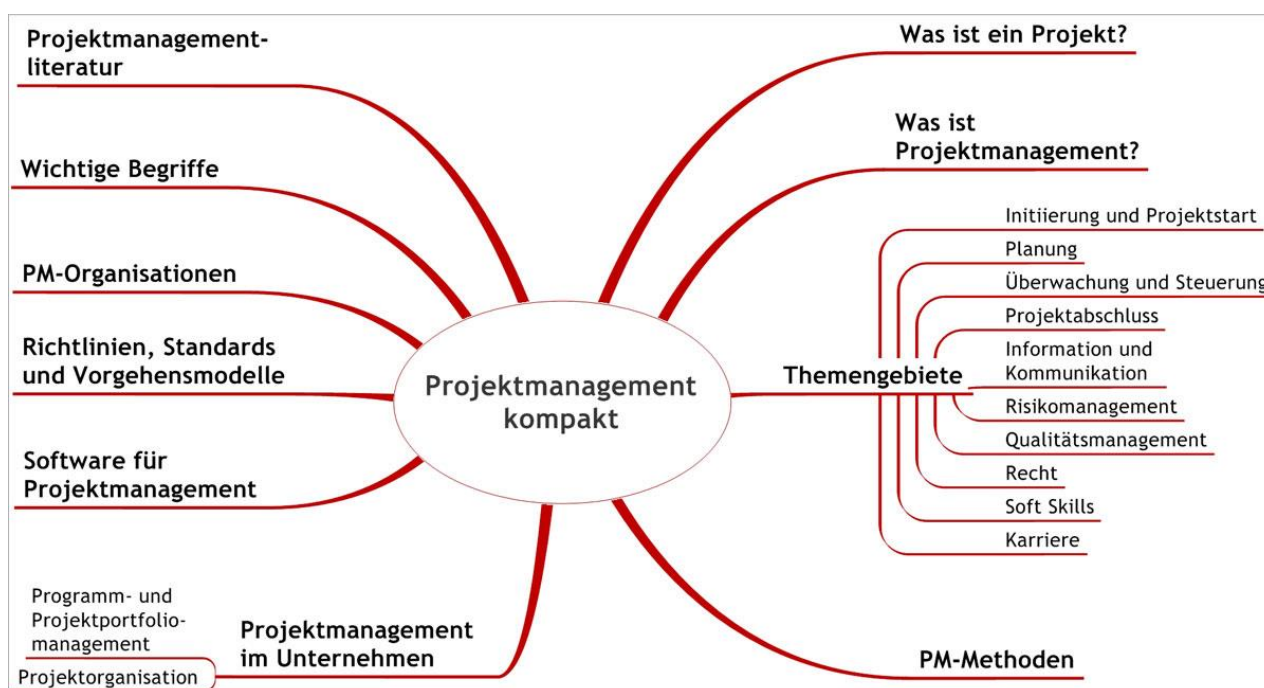 Projektmanagement-
literatur
Wichtige Begriffe
PM-Organisationen
Richtlinien, Standards
und Vorgehensmodelle
Software für
Projektmanagement
Programm- und
Projektportfolio-
management
Projektorganisation
Projektmanagement
im Unternehmen
Projektmanagement
kompakt
Was ist ein Projekt?
Was ist
Projektmanagement?
Themengebiete
Initiierung und Projektstart
Planung
Überwachung und Steuerung
Projektabschluss
Information und
Kommunikation
Risikomanagement
Qualitätsmanagement
Recht
Soft Skills
Karriere
PM-Methoden